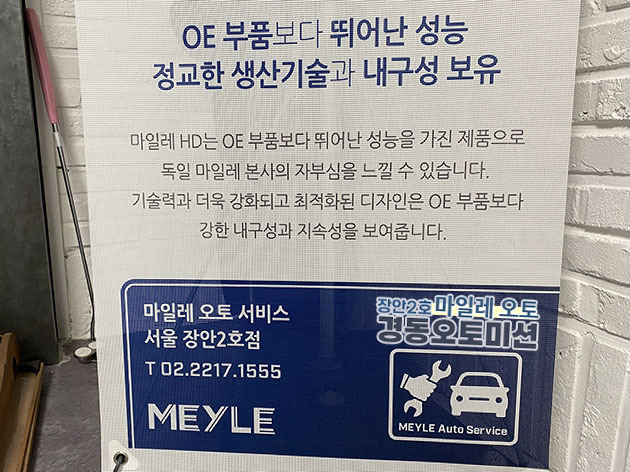 OE 부품보다 뛰어난 성능
정교한 생산기술과 내구성 보유
마일레 HD는 OE 부품보다 뛰어난 성능을 가진 제품으로
독일 마일레 본사의 자부심을 느낄 수 있습니다.
기술력과 더욱 강화되고 최적화된 디자인은 OE 부품보다
강한 내구성과 지속성을 보여줍니다.
마일레 오토 서비스
서울 장안2호점
T 02.2217.1555
MEYLE
장안2호 마일레 오토
경동오토미션
MEYLE Auto Service